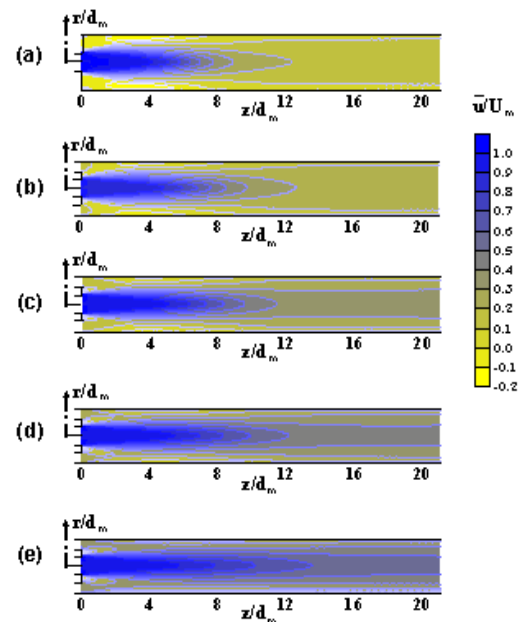 r/dₘ
(a)
0 4 8 12 16 20
z/dₘ
r/dₘ
(b)
0 4 8 12 16 20
z/dₘ
r/dₘ
(c)
0 4 8 12 16 20
z/dₘ
r/dₘ
(d)
0 4 8 12 16 20
z/dₘ
r/dₘ
(e)
0 4 8 12 16 20
z/dₘ
u̅/Uₘ
1.0
0.9
0.8
0.7
0.6
0.5
0.4
0.3
0.2
0.1
0.0
-0.1
-0.2